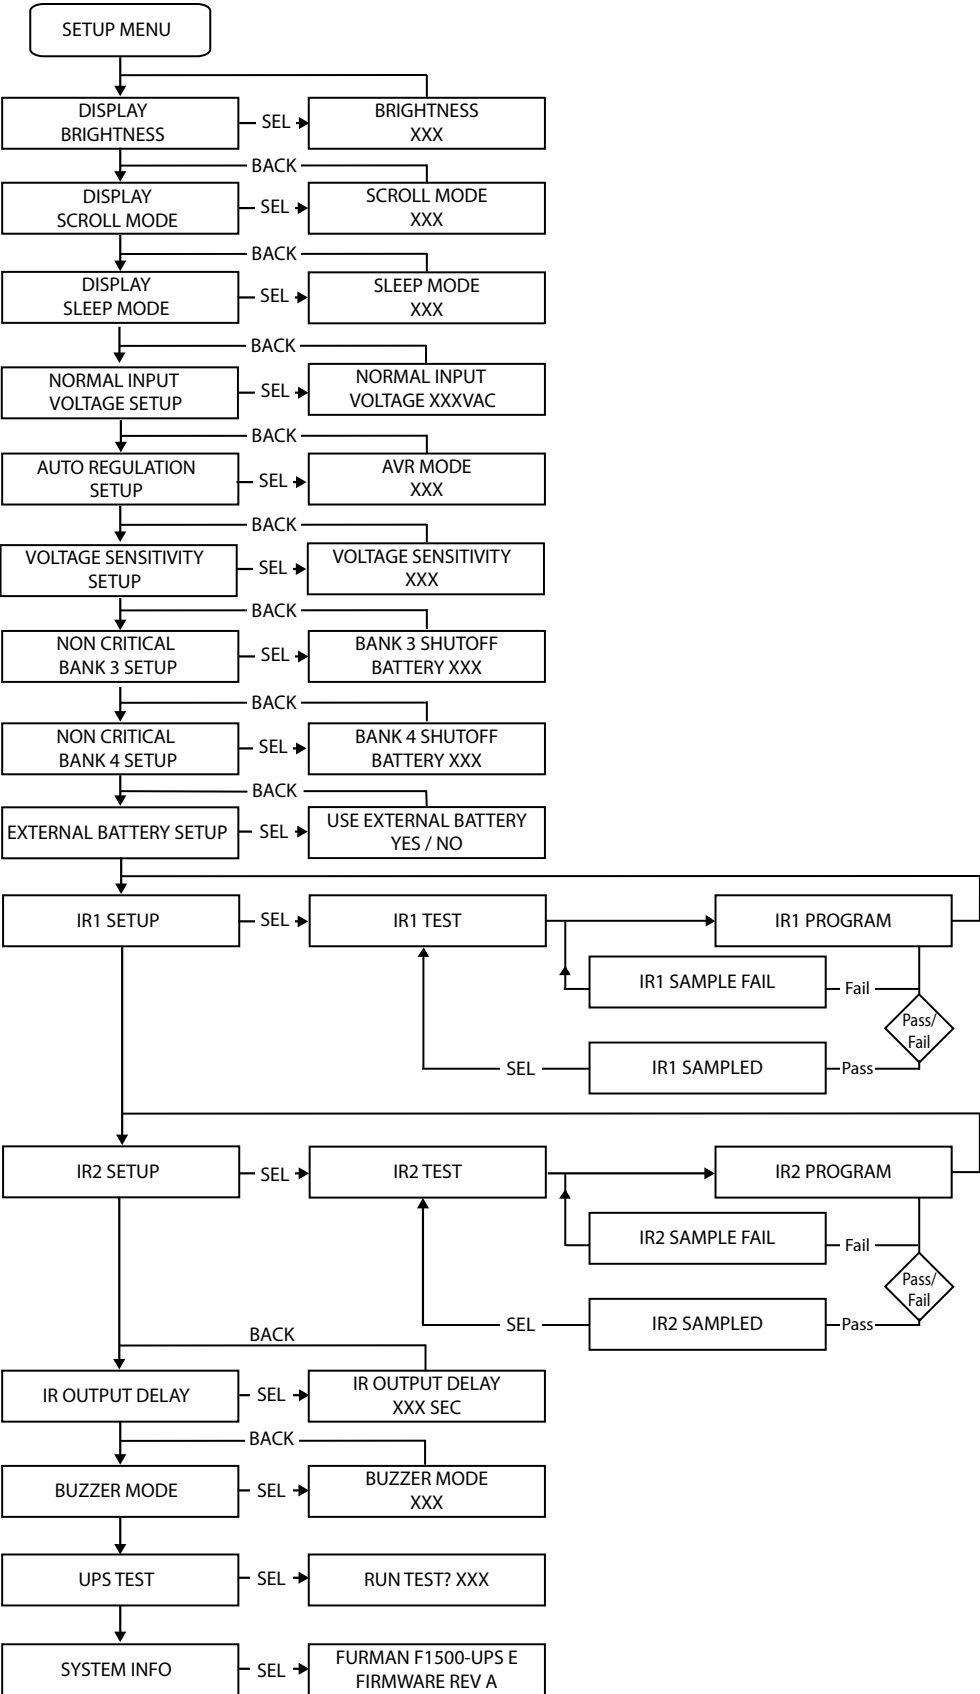 SETUP MENU
DISPLAY
BRIGHTNESS
SEL
BRIGHTNESS
XXX
BACK
DISPLAY
SCROLL MODE
SEL
SCROLL MODE
XXX
BACK
DISPLAY
SLEEP MODE
SEL
SLEEP MODE
XXX
BACK
NORMAL INPUT
VOLTAGE SETUP
SEL
NORMAL INPUT
VOLTAGE XXXVAC
BACK
AUTO REGULATION
SETUP
SEL
AVR MODE
XXX
BACK
VOLTAGE SENSITIVITY
SETUP
SEL
VOLTAGE SENSITIVITY
XXX
BACK
NON CRITICAL
BANK 3 SETUP
SEL
BANK 3 SHUTOFF
BATTERY XXX
BACK
NON CRITICAL
BANK 4 SETUP
SEL
BANK 4 SHUTOFF
BATTERY XXX
BACK
EXTERNAL BATTERY SETUP
SEL
USE EXTERNAL BATTERY
YES / NO
IR1 SETUP
SEL
IR1 TEST
IR1 PROGRAM
IR1 SAMPLE FAIL
Fail
Pass/
Fail
SEL
IR1 SAMPLED
Pass
IR2 SETUP
SEL
IR2 TEST
IR2 PROGRAM
IR2 SAMPLE FAIL
Fail
Pass/
Fail
SEL
IR2 SAMPLED
Pass
BACK
IR OUTPUT DELAY
SEL
IR OUTPUT DELAY
XXX SEC
BACK
BUZZER MODE
SEL
BUZZER MODE
XXX
UPS TEST
SEL
RUN TEST? XXX
SYSTEM INFO
SEL
FURMAN F1500-UPS E
FIRMWARE REV A